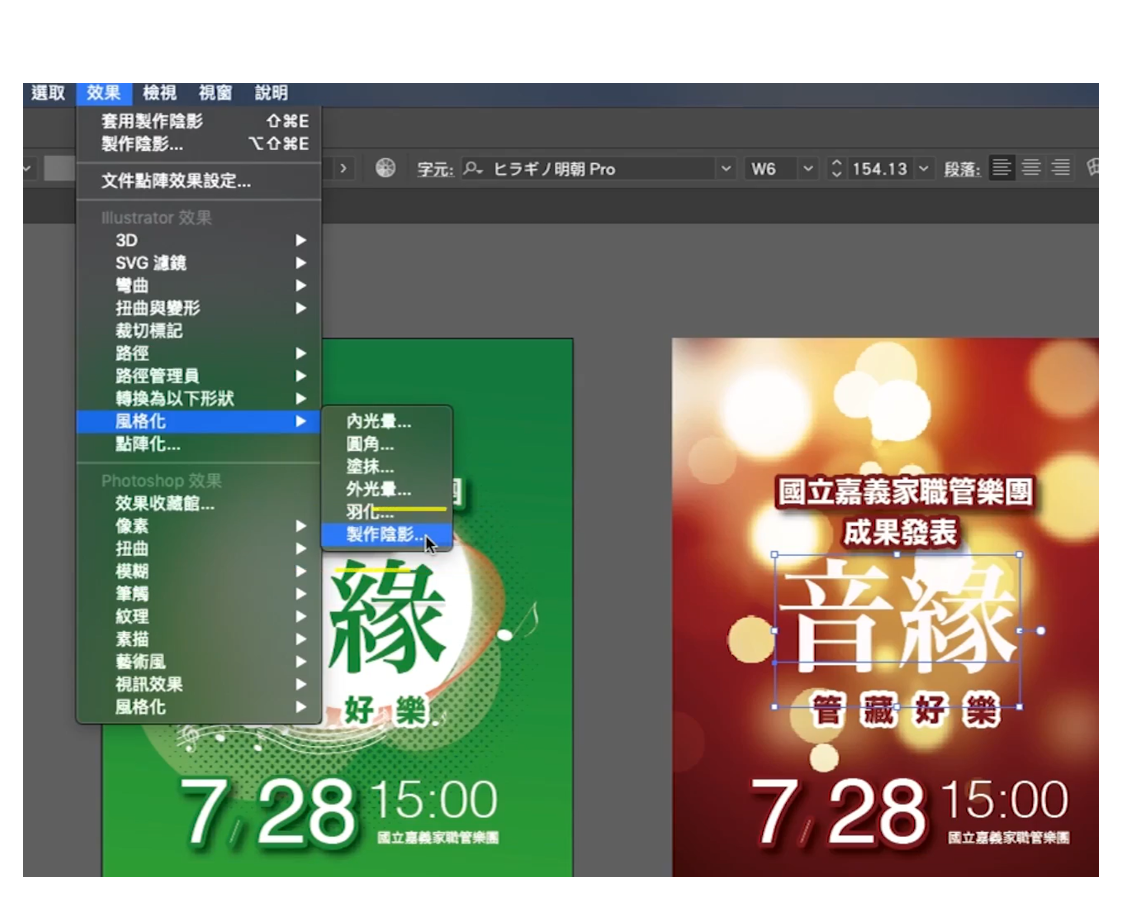 選取 效果 檢視 視窗 說明
套用製作陰影 ⇧⌘E
製作陰影... ⌥⇧⌘E
字元: ヒラギノ明朝 Pro W6 154.13 段落:
文件點陣效果設定...
Illustrator 效果
3D
SVG 濾鏡
彎曲
扭曲與變形
裁切標記
路徑
路徑管理員
轉換為以下形狀
風格化
點陣化...
Photoshop 效果
效果收藏館...
像素
扭曲
模糊
筆觸
紋理
素描
藝術風
視訊效果
風格化
內光暈...
圓角...
塗抹...
外光暈...
羽化...
製作陰影...
團
緣
好 樂
7/28 15:00
國立嘉義家職管樂團
國立嘉義家職管樂團
成果發表
音緣
管 藏 好 樂
7/28 15:00
國立嘉義家職管樂團